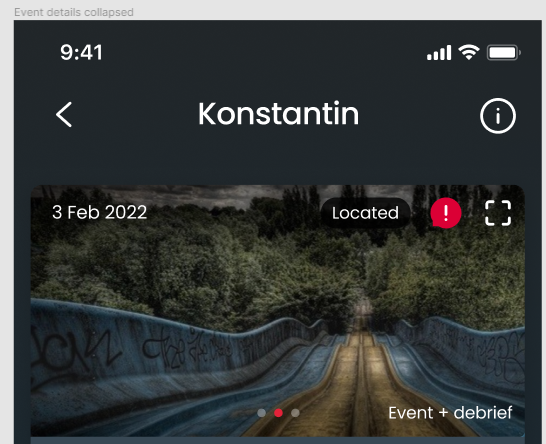 Event details collapsed
9:41
Konstantin
3 Feb 2022
Located
Event + debrief